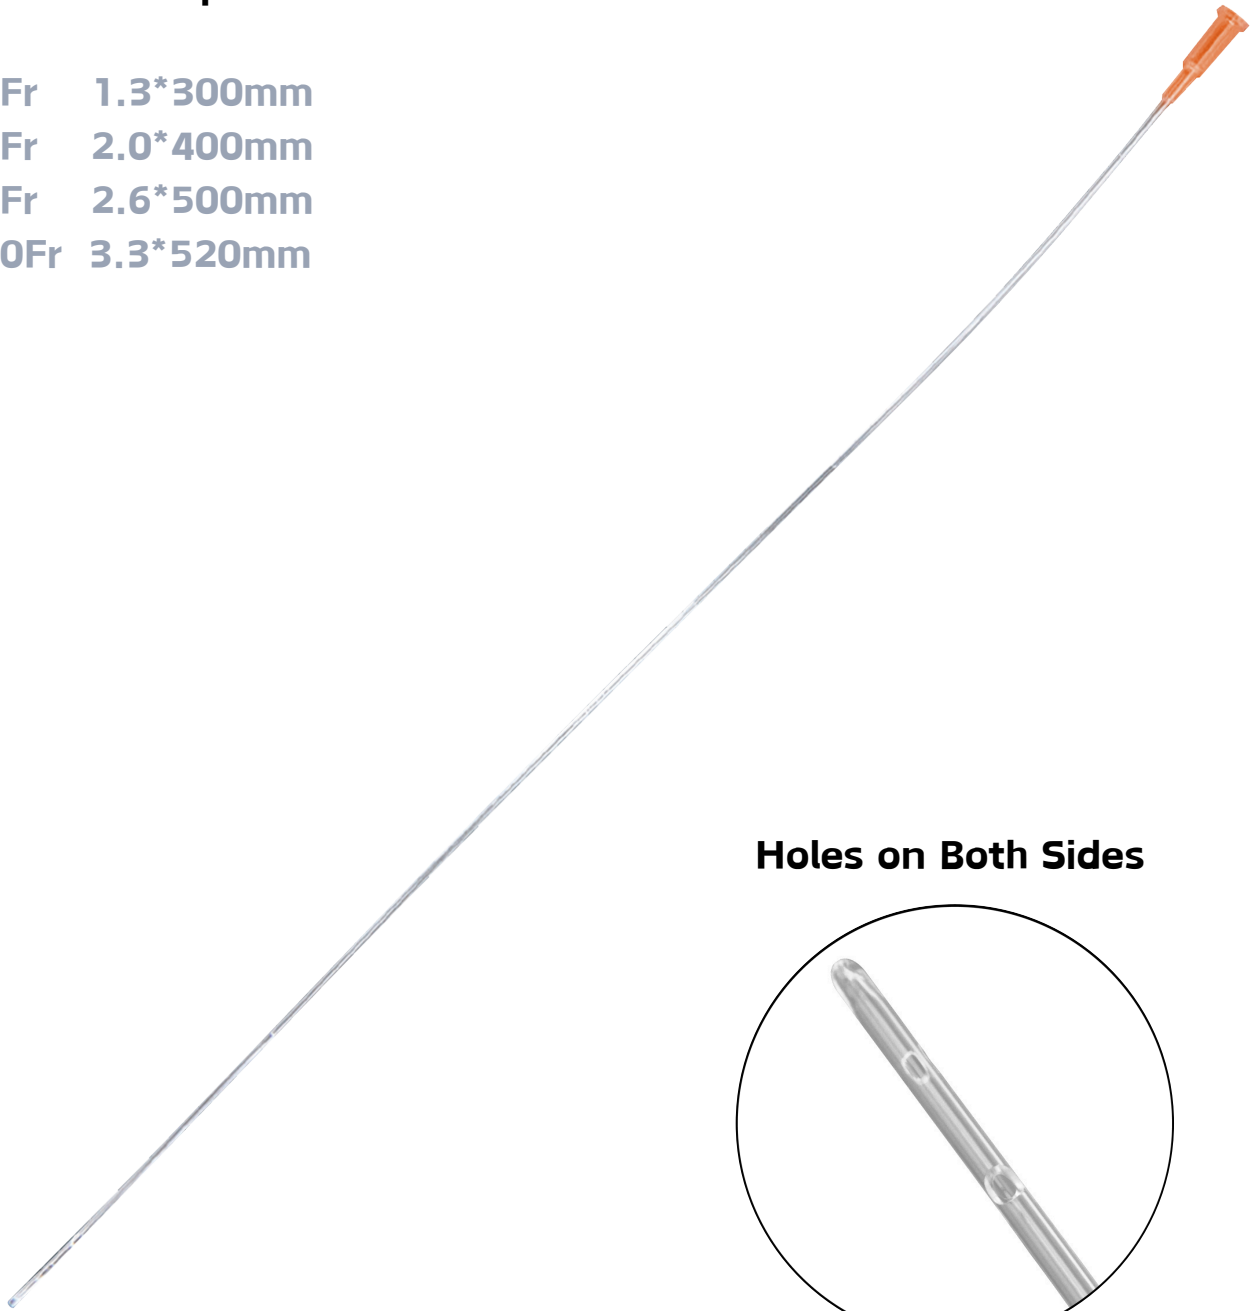 Fr 1.3*300mm
Fr 2.0*400mm
Fr 2.6*500mm
0Fr 3.3*520mm
Holes on Both Sides